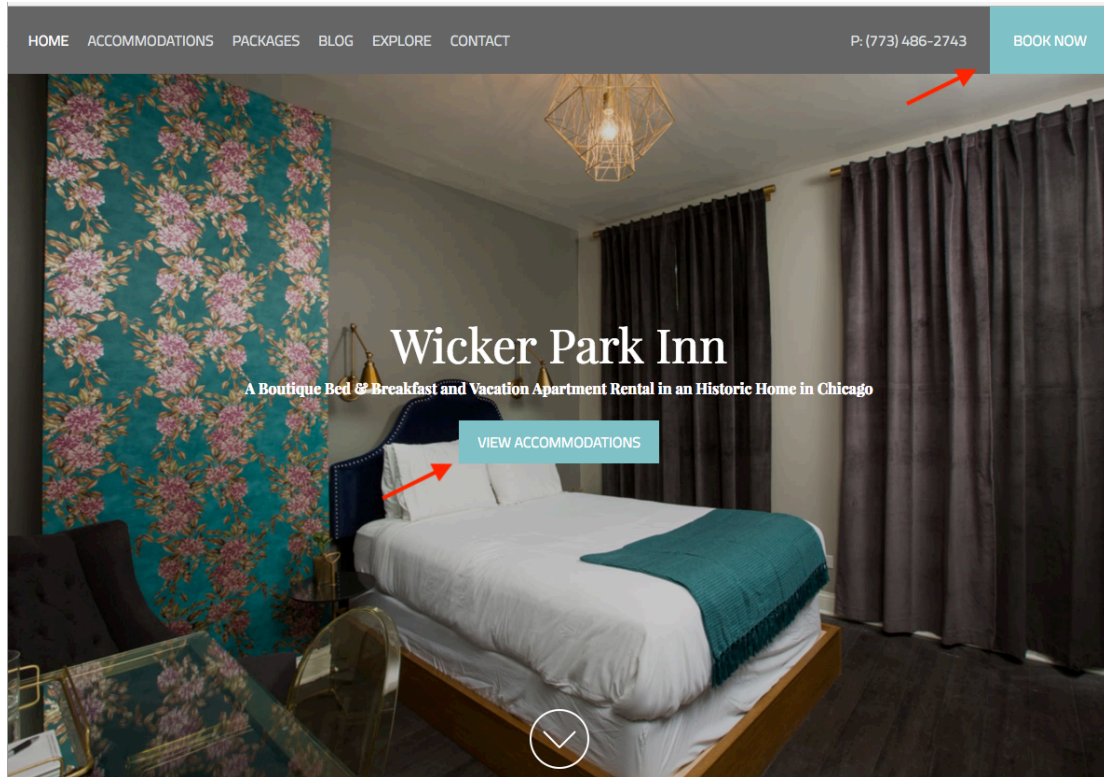 HOME ACCOMMODATIONS PACKAGES BLOG EXPLORE CONTACT P: (773) 486-2743 BOOK NOW
Wicker Park Inn
A Boutique Bed & Breakfast and Vacation Apartment Rental in an Historic Home in Chicago
VIEW ACCOMMODATIONS